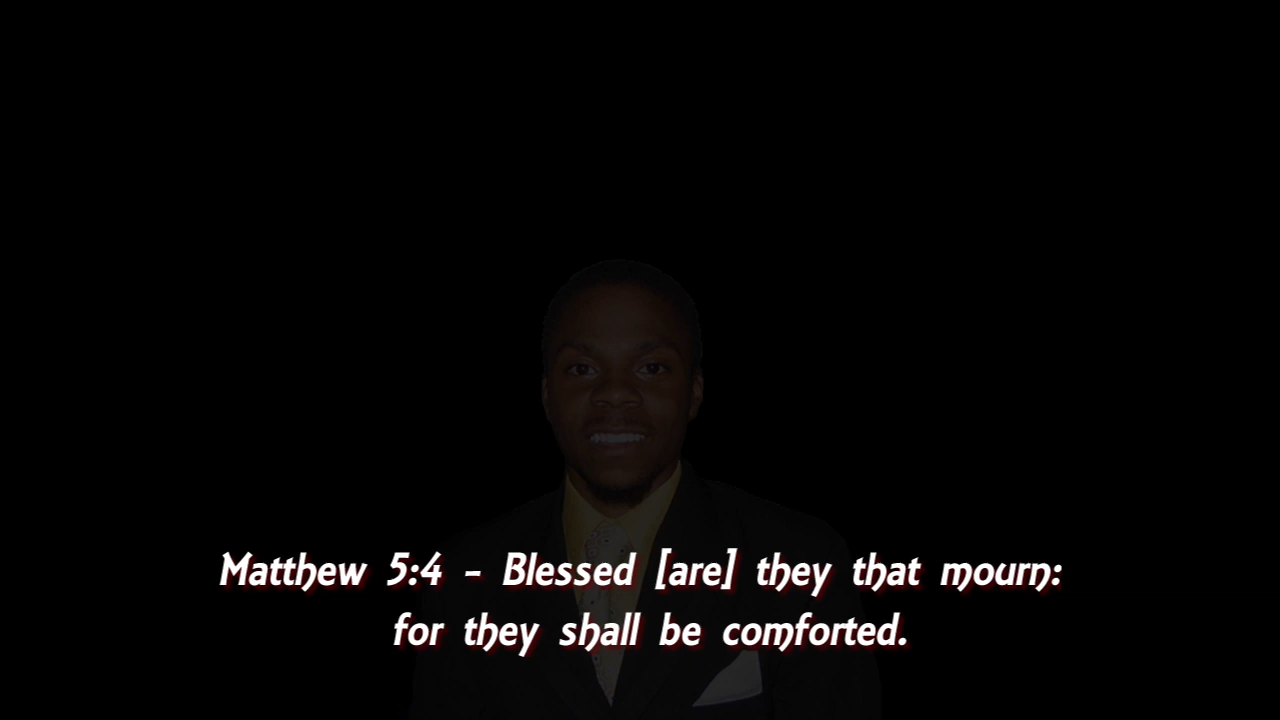 Matthew 5:4 - Blessed [are] they that mourn:
for they shall be comforted.